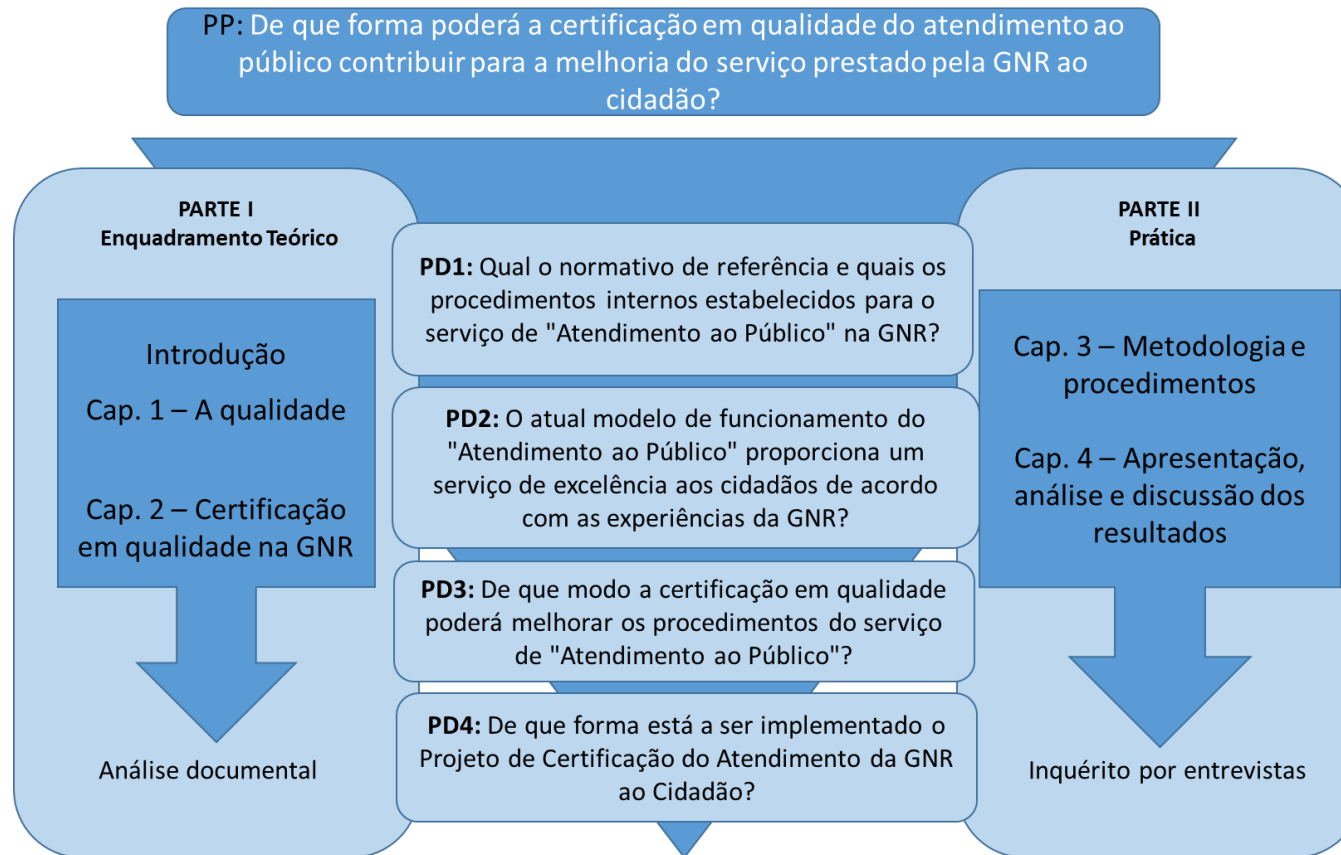 PP: De que forma poderá a certificação em qualidade do atendimento ao
público contribuir para a melhoria do serviço prestado pela GNR ao
cidadão?
PARTE I
Enquadramento Teórico
Introdução
Cap. 1 – A qualidade
Cap. 2 – Certificação
em qualidade na GNR
Análise documental
PD1: Qual o normativo de referência e quais os
procedimentos internos estabelecidos para o
serviço de "Atendimento ao Público" na GNR?
PD2: O atual modelo de funcionamento do
"Atendimento ao Público" proporciona um
serviço de excelência aos cidadãos de acordo
com as experiências da GNR?
PD3: De que modo a certificação em qualidade
poderá melhorar os procedimentos do serviço
de "Atendimento ao Público"?
PD4: De que forma está a ser implementado o
Projeto de Certificação do Atendimento da GNR
ao Cidadão?
PARTE II
Prática
Cap. 3 – Metodologia e
procedimentos
Cap. 4 – Apresentação,
análise e discussão dos
resultados
Inquérito por entrevistas